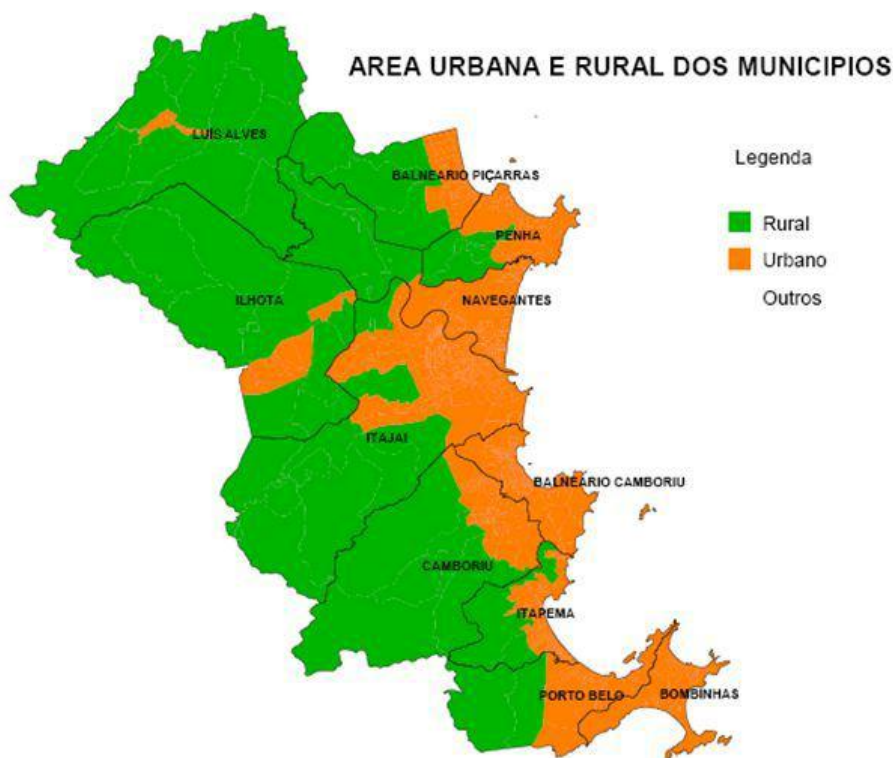 AREA URBANA E RURAL DOS MUNICIPIOS
LUÍS ALVES
Legenda
BALNEARIO PIÇARRAS
Rural
PENHA
Urbano
ILHOTA
NAVEGANTES
Outros
ITAJAI
BALNEARIO CAMBORIU
CAMBORIU
ITAPEMA
PORTO BELO
BOMBINHAS